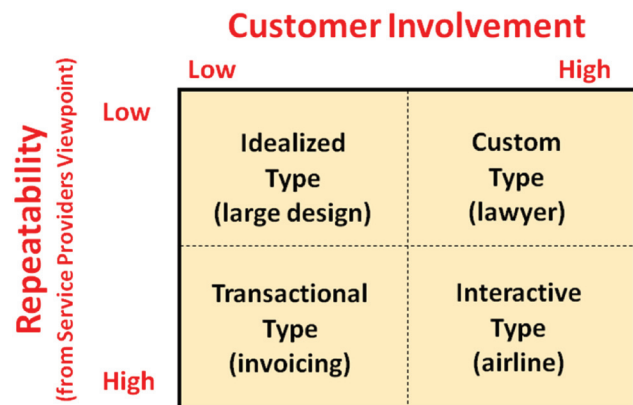 Customer Involvement
Low
High
Repeatability
(from Service Providers Viewpoint)
Low
High
Idealized
Type
(large design)
Custom
Type
(lawyer)
Transactional
Type
(invoicing)
Interactive
Type
(airline)